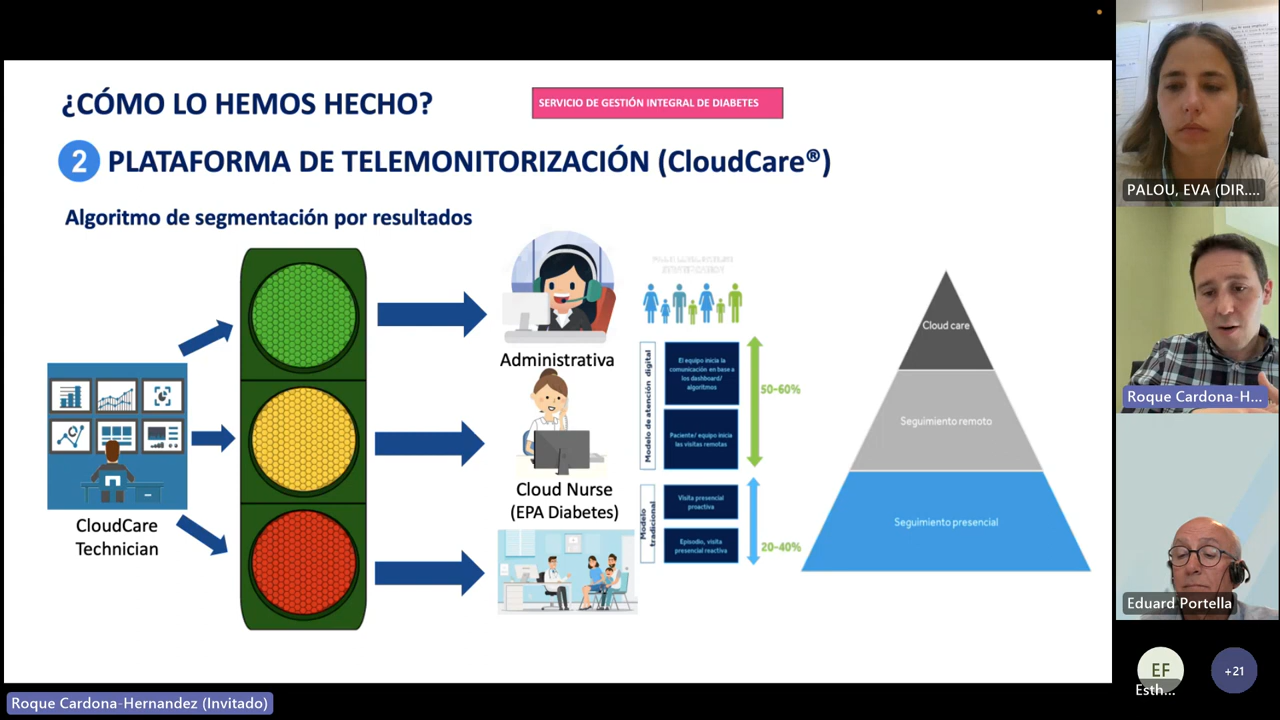 ¿CÓMO LO HEMOS HECHO?
SERVICIO DE GESTIÓN INTEGRAL DE DIABETES
2 PLATAFORMA DE TELEMONITORIZACIÓN (CloudCare®)
Algoritmo de segmentación por resultados
CloudCare
Technician
Administrativa
Cloud Nurse
(EPA Diabetes)
Modelo de atención digital
El equipo inicia la
comunicación en base a
los dashboard/
algoritmos
Paciente/ equipo inicia
las visitas remotas
50-60%
Modelo
tradicional
Visita presencial
proactiva
Episodio, visita
presencial reactiva
20-40%
Cloud care
Seguimiento remoto
Seguimiento presencial
PALOU, EVA (DIR....
Roque Cardona-H...
Eduard Portella
EF
Esth...
+21
Roque Cardona-Hernandez (Invitado)